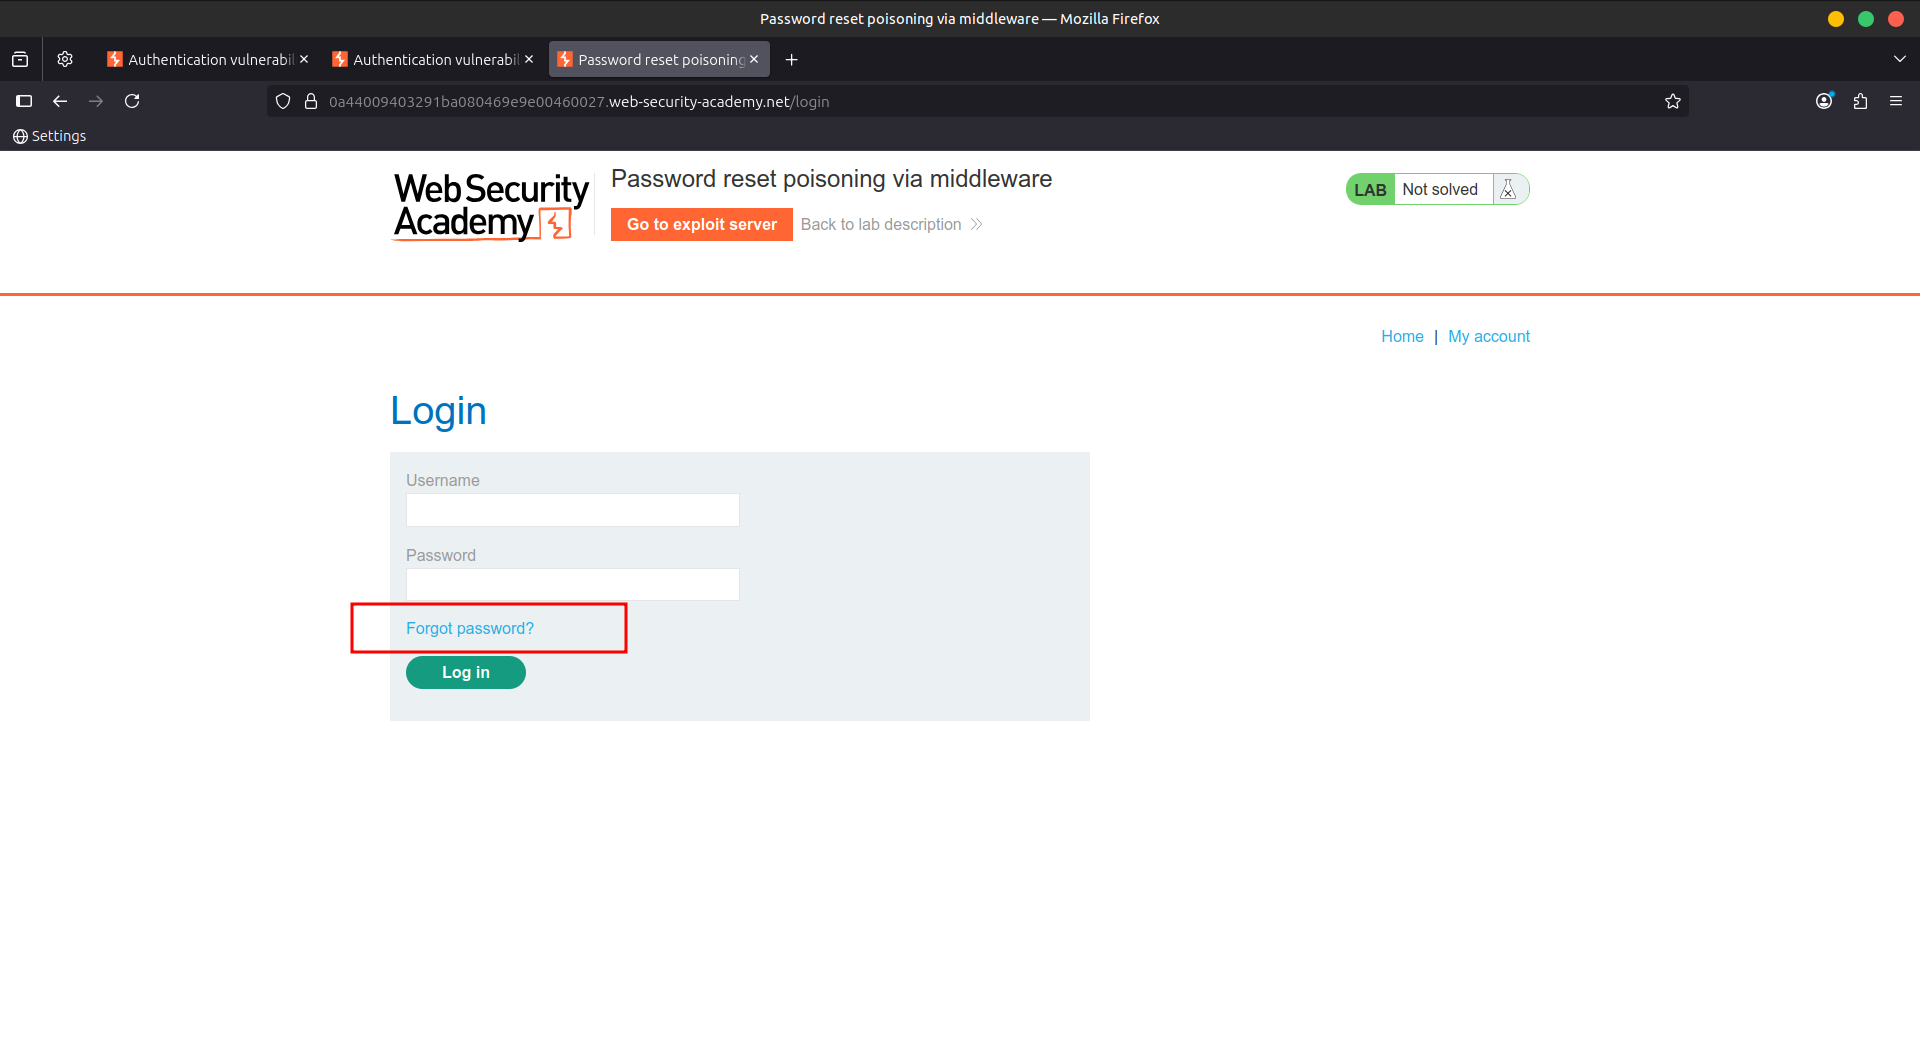 Password reset poisoning via middleware — Mozilla Firefox
Authentication vulnerabil
Authentication vulnerabil
Password reset poisoning
0a44009403291ba080469e9e00460027.web-security-academy.net/login
Settings
Web Security
Academy
Password reset poisoning via middleware
Go to exploit server
Back to lab description
LAB
Not solved
Home | My account
Login
Username
Password
Forgot password?
Log in